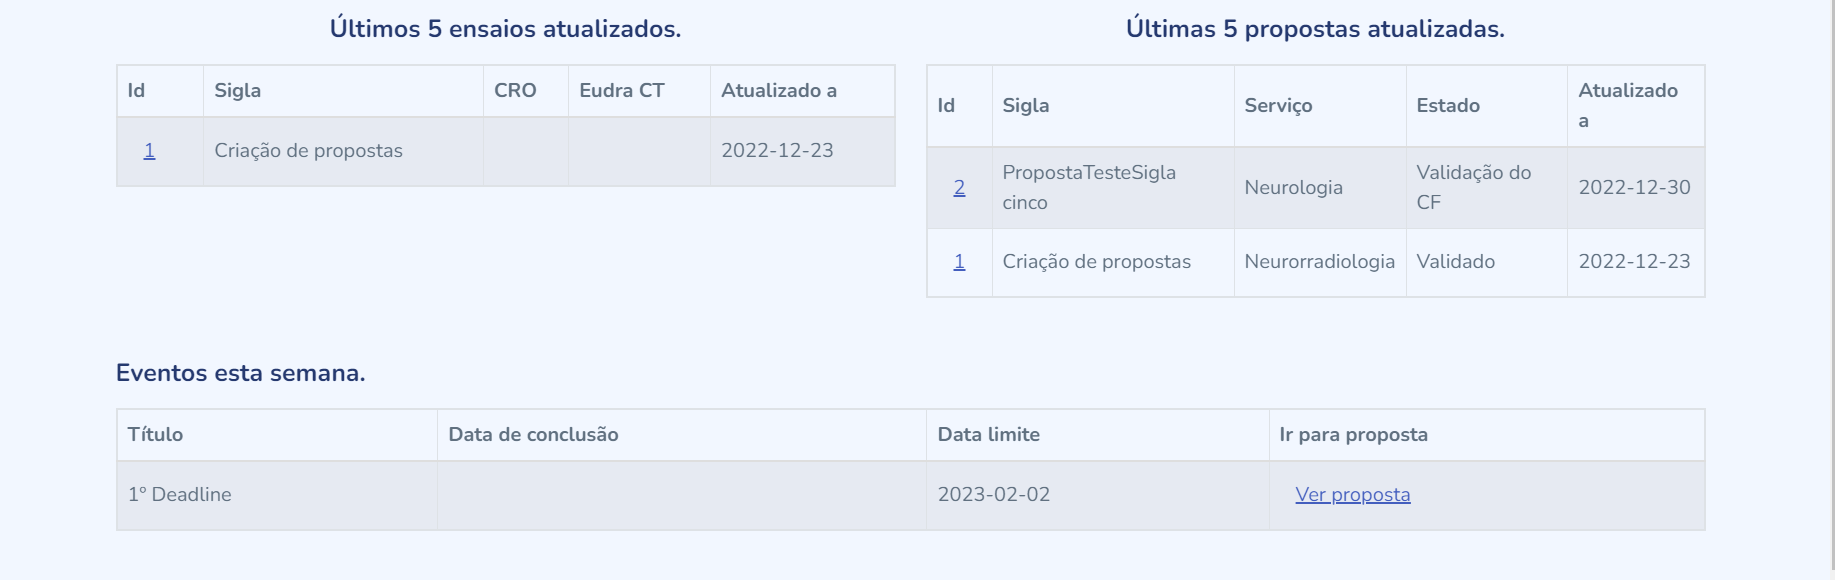 Últimos 5 ensaios atualizados.
Id Sigla CRO Eudra CT Atualizado a
1 Criação de propostas 2022-12-23
Últimas 5 propostas atualizadas.
Id Sigla Serviço Estado Atualizado
a
2 PropostaTesteSigla
cinco
Neurologia
Validação do
CF
2022-12-30
1 Criação de propostas Neurorradiologia Validado 2022-12-23
Eventos esta semana.
Título Data de conclusão Data limite Ir para proposta
1º Deadline 2023-02-02 Ver proposta